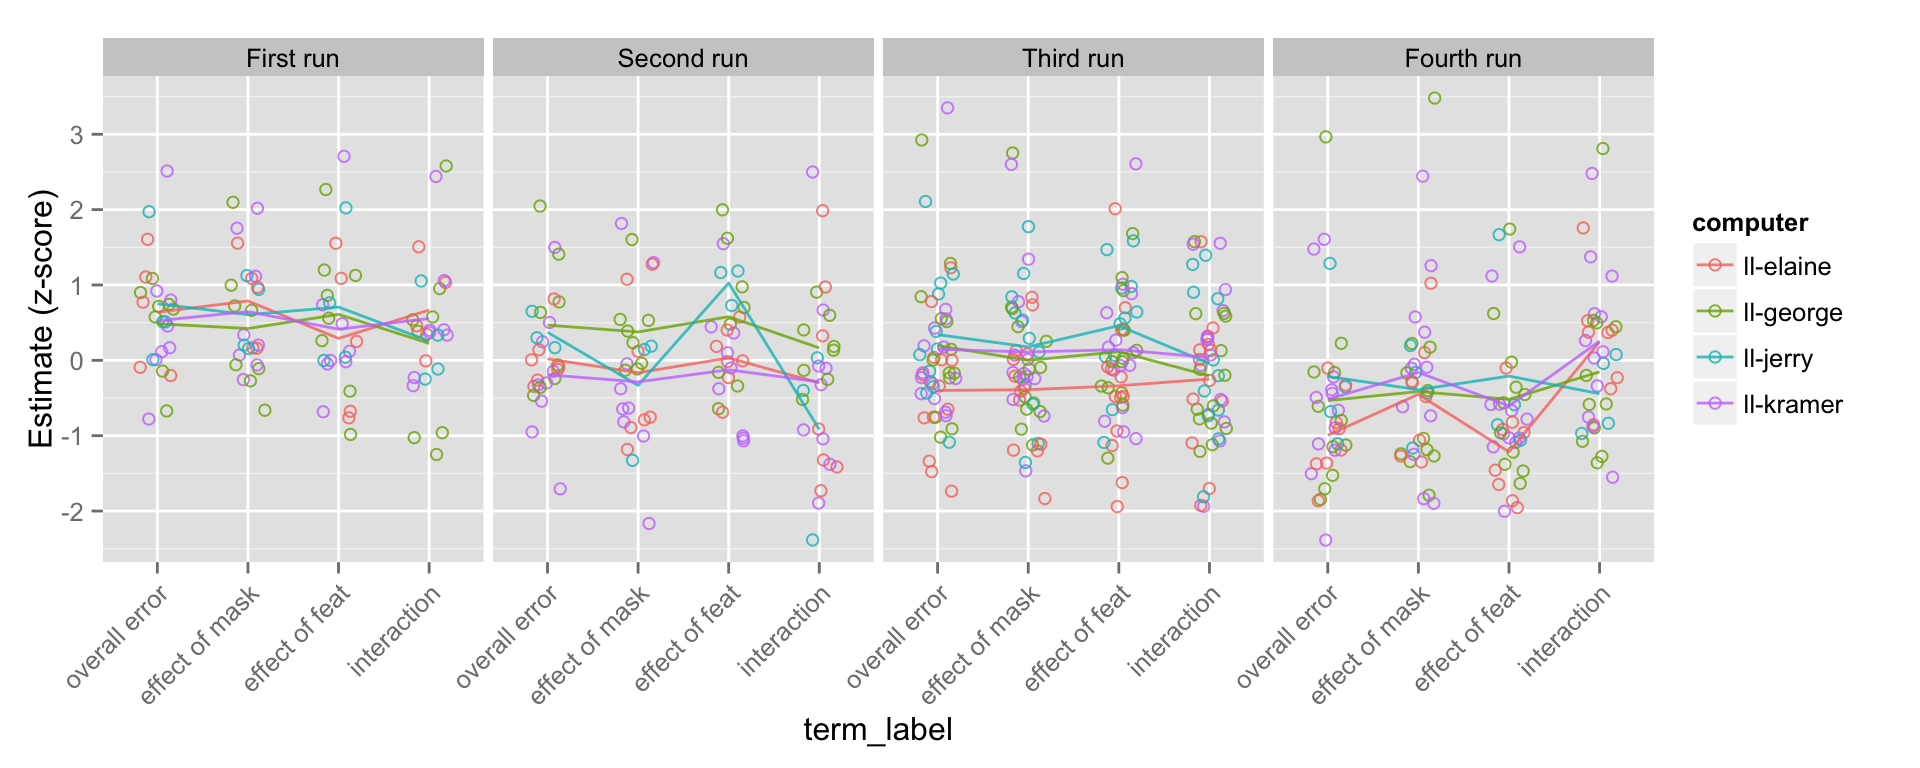 First run
Second run
Third run
Fourth run
Estimate (z-score)
3
2
1
0
-1
-2
overall error
effect of mask
effect of feat
interaction
overall error
effect of mask
effect of feat
interaction
overall error
effect of mask
effect of feat
interaction
overall error
effect of mask
effect of feat
interaction
term_label
computer
ll-elaine
ll-george
ll-jerry
ll-kramer